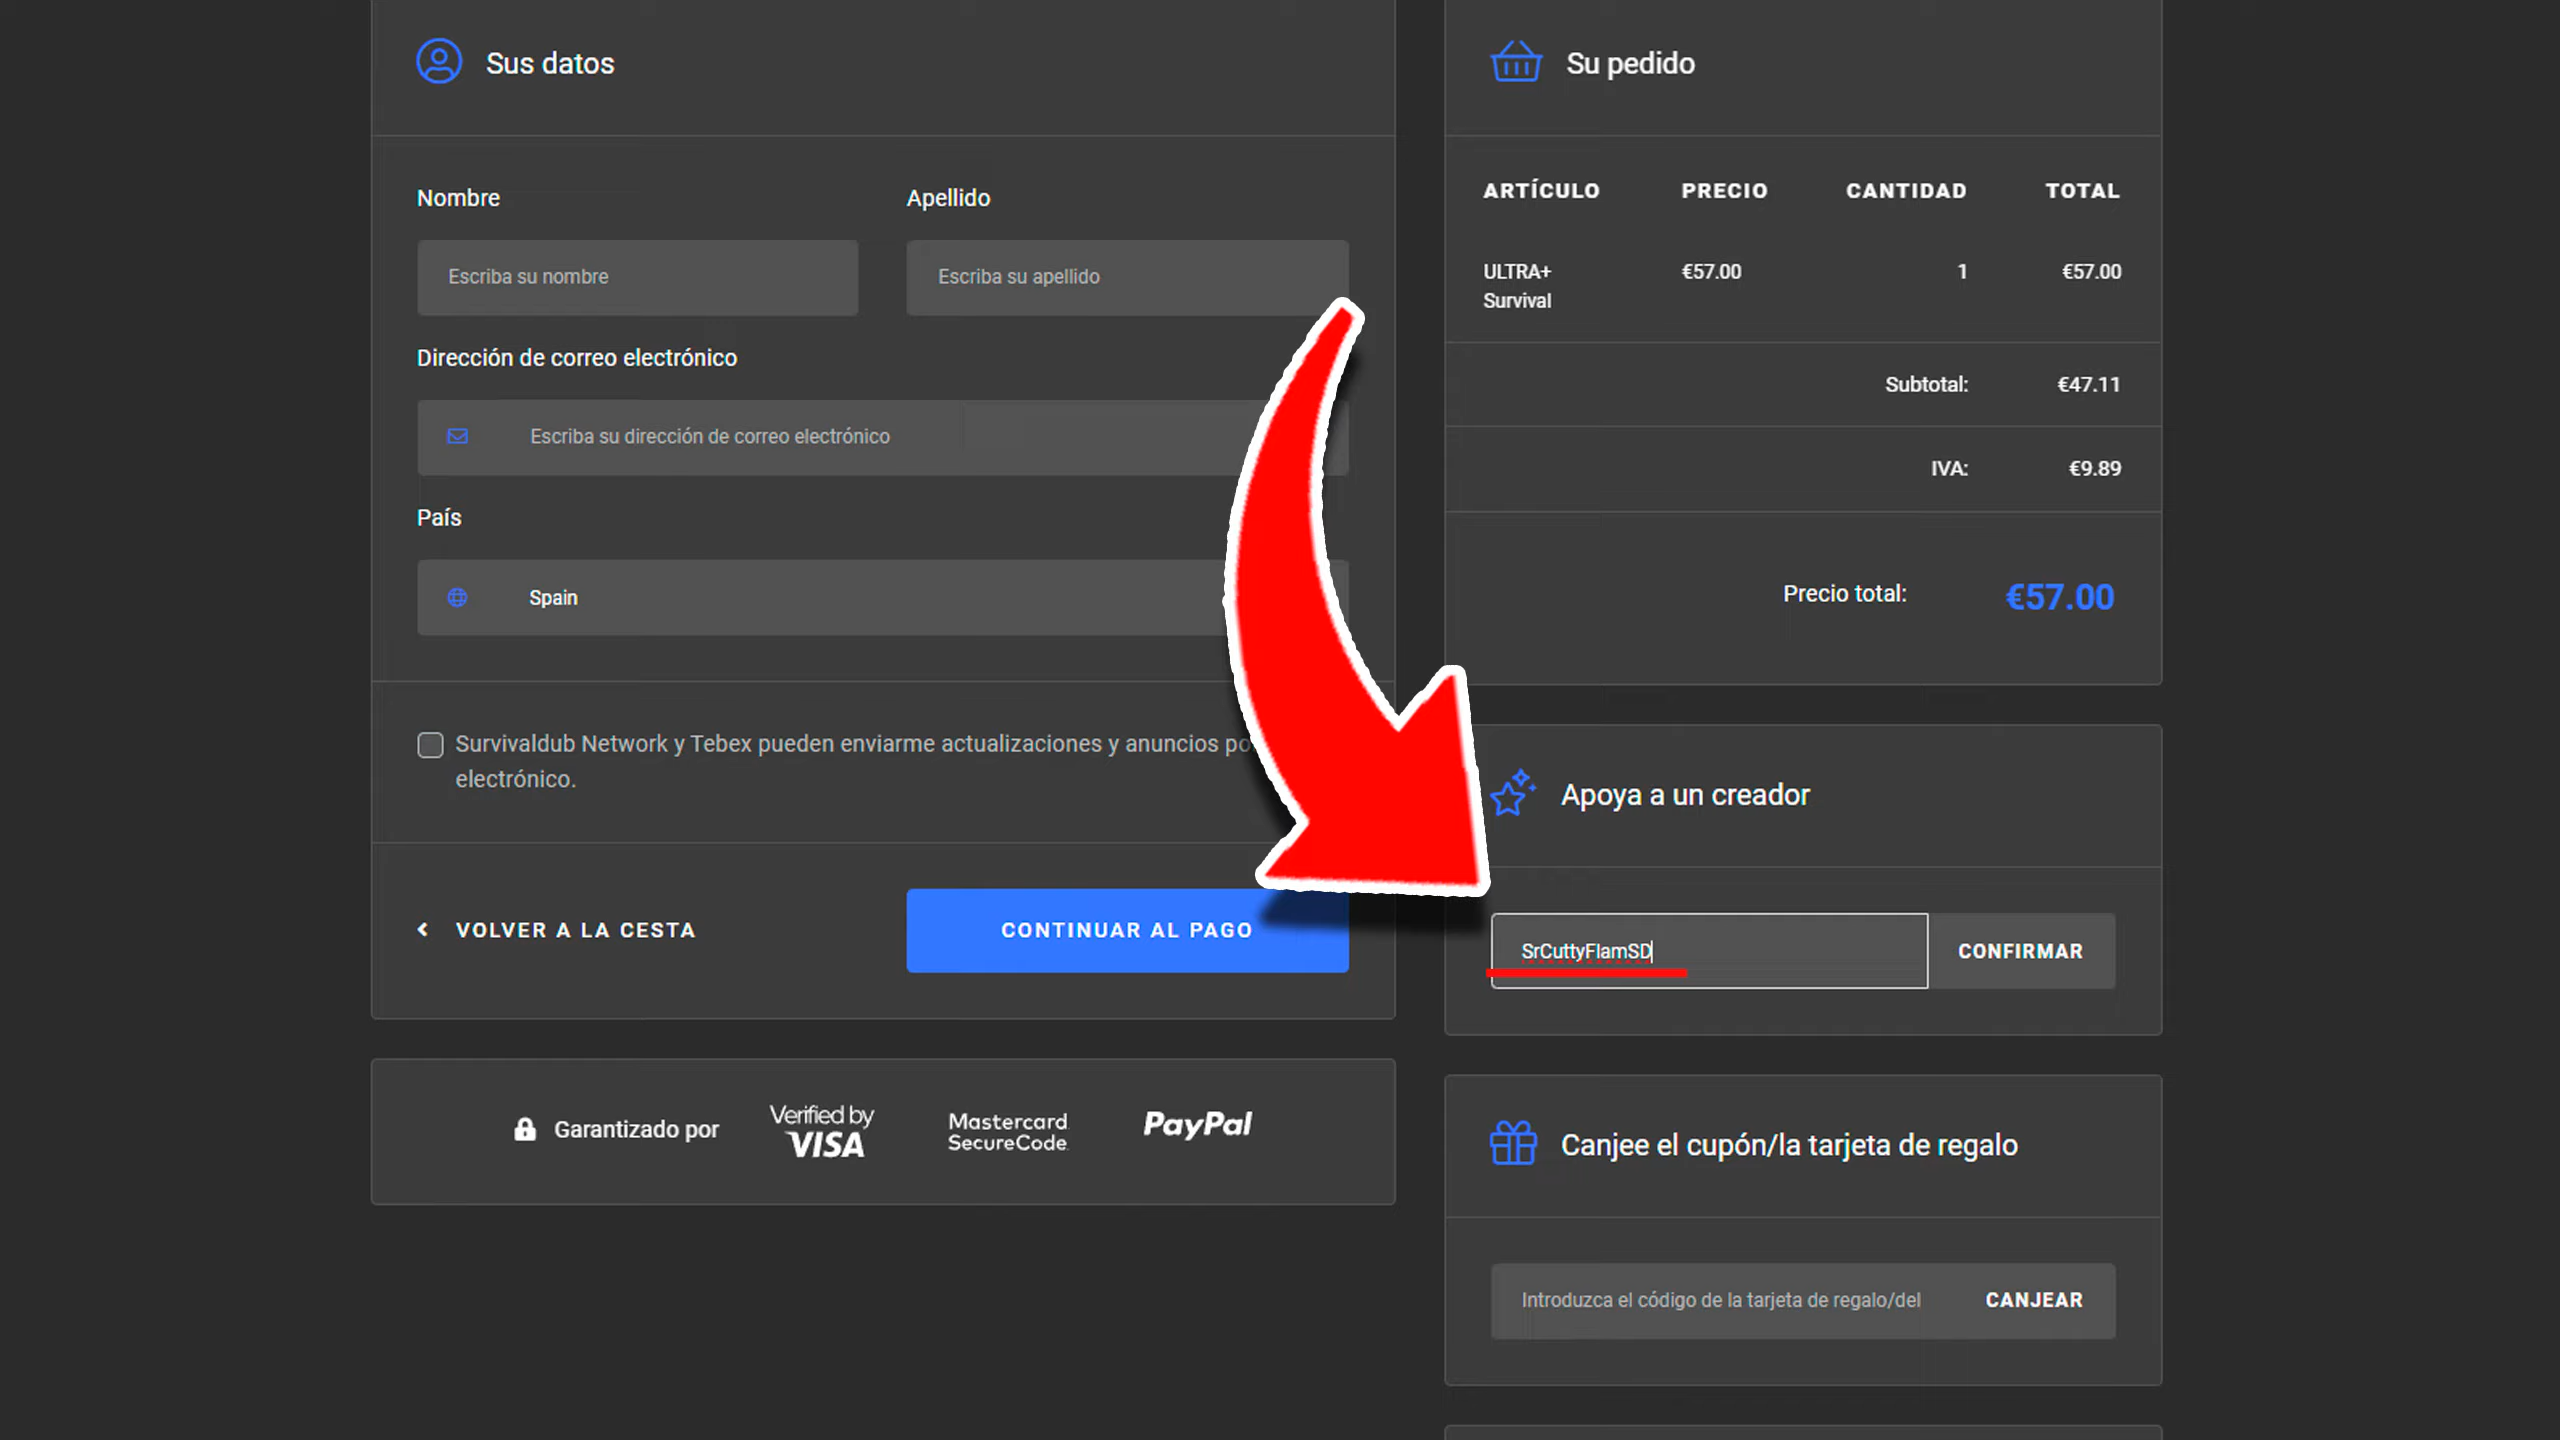 Sus datos
Nombre
Apellido
Escriba su nombre
Escriba su apellido
Dirección de correo electrónico
Escriba su dirección de correo electrónico
País
Spain
Survivaldub Network y Tebex pueden enviarme actualizaciones y anuncios
electrónico.
VOLVER A LA CESTA
CONTINUAR AL PAGO
Garantizado por
Verified by
VISA
Mastercard
SecureCode
PayPal
Su pedido
ARTÍCULO PRECIO CANTIDAD TOTAL
ULTRA+ €57.00 1 €57.00
Survival
Subtotal: €47.11
IVA: €9.89
Precio total: €57.00
Apoya a un creador
SrCuttyFlamSD
CONFIRMAR
Canjee el cupón/la tarjeta de regalo
Introduzca el código de la tarjeta de regalo/del
CANJEAR